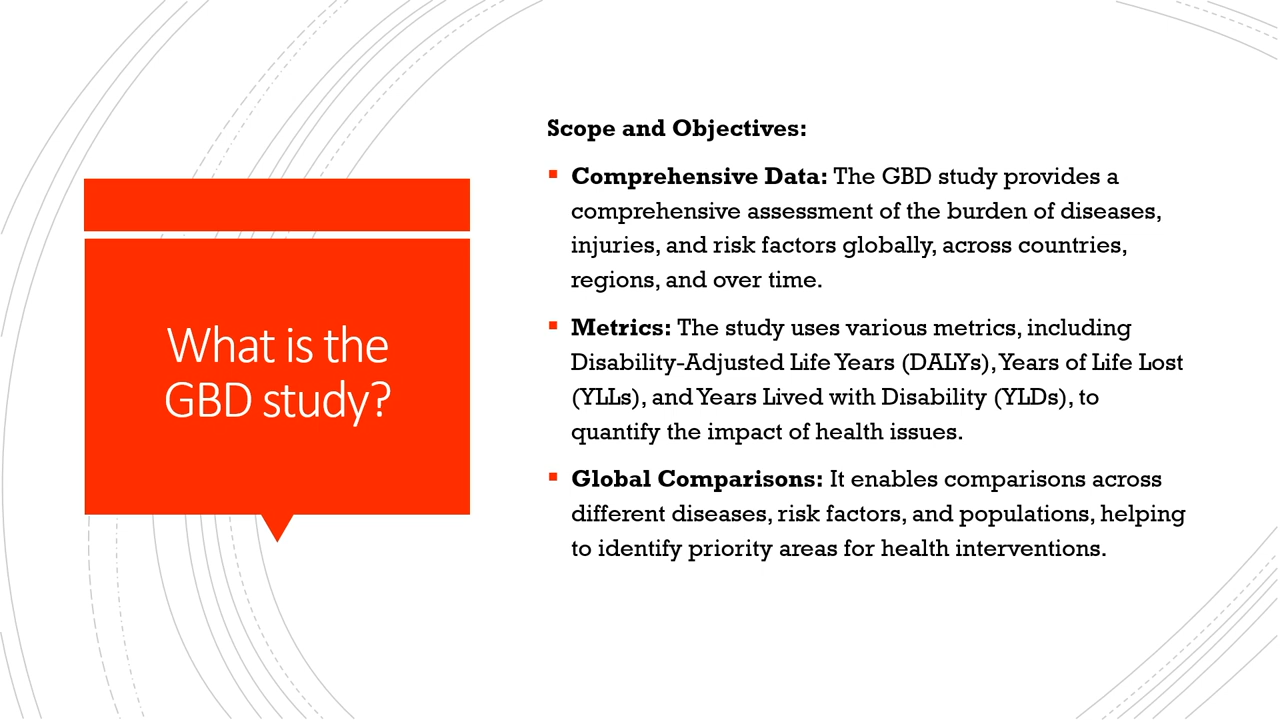 What is the
GBD study?
Scope and Objectives:
Comprehensive Data: The GBD study provides a
comprehensive assessment of the burden of diseases,
injuries, and risk factors globally, across countries,
regions, and over time.
Metrics: The study uses various metrics, including
Disability-Adjusted Life Years (DALYs), Years of Life Lost
(YLLs), and Years Lived with Disability (YLDs), to
quantify the impact of health issues.
Global Comparisons: It enables comparisons across
different diseases, risk factors, and populations, helping
to identify priority areas for health interventions.